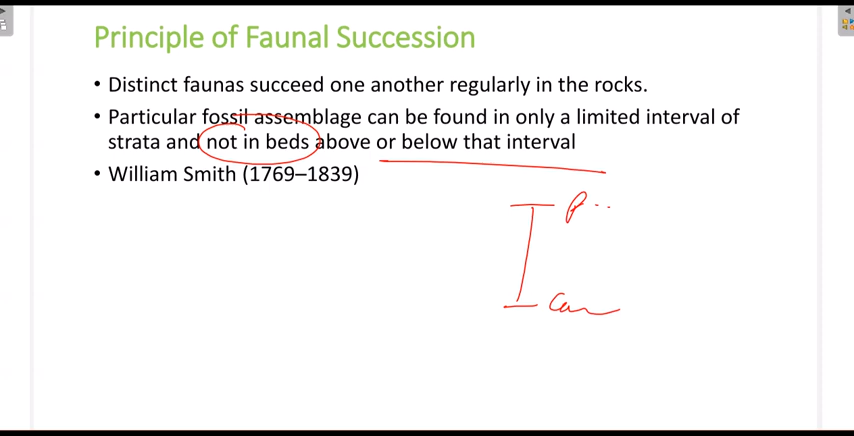 Principle of Faunal Succession
• Distinct faunas succeed one another regularly in the rocks.
• Particular fossil assemblage can be found in only a limited interval of
strata and not in beds above or below that interval
• William Smith (1769–1839)